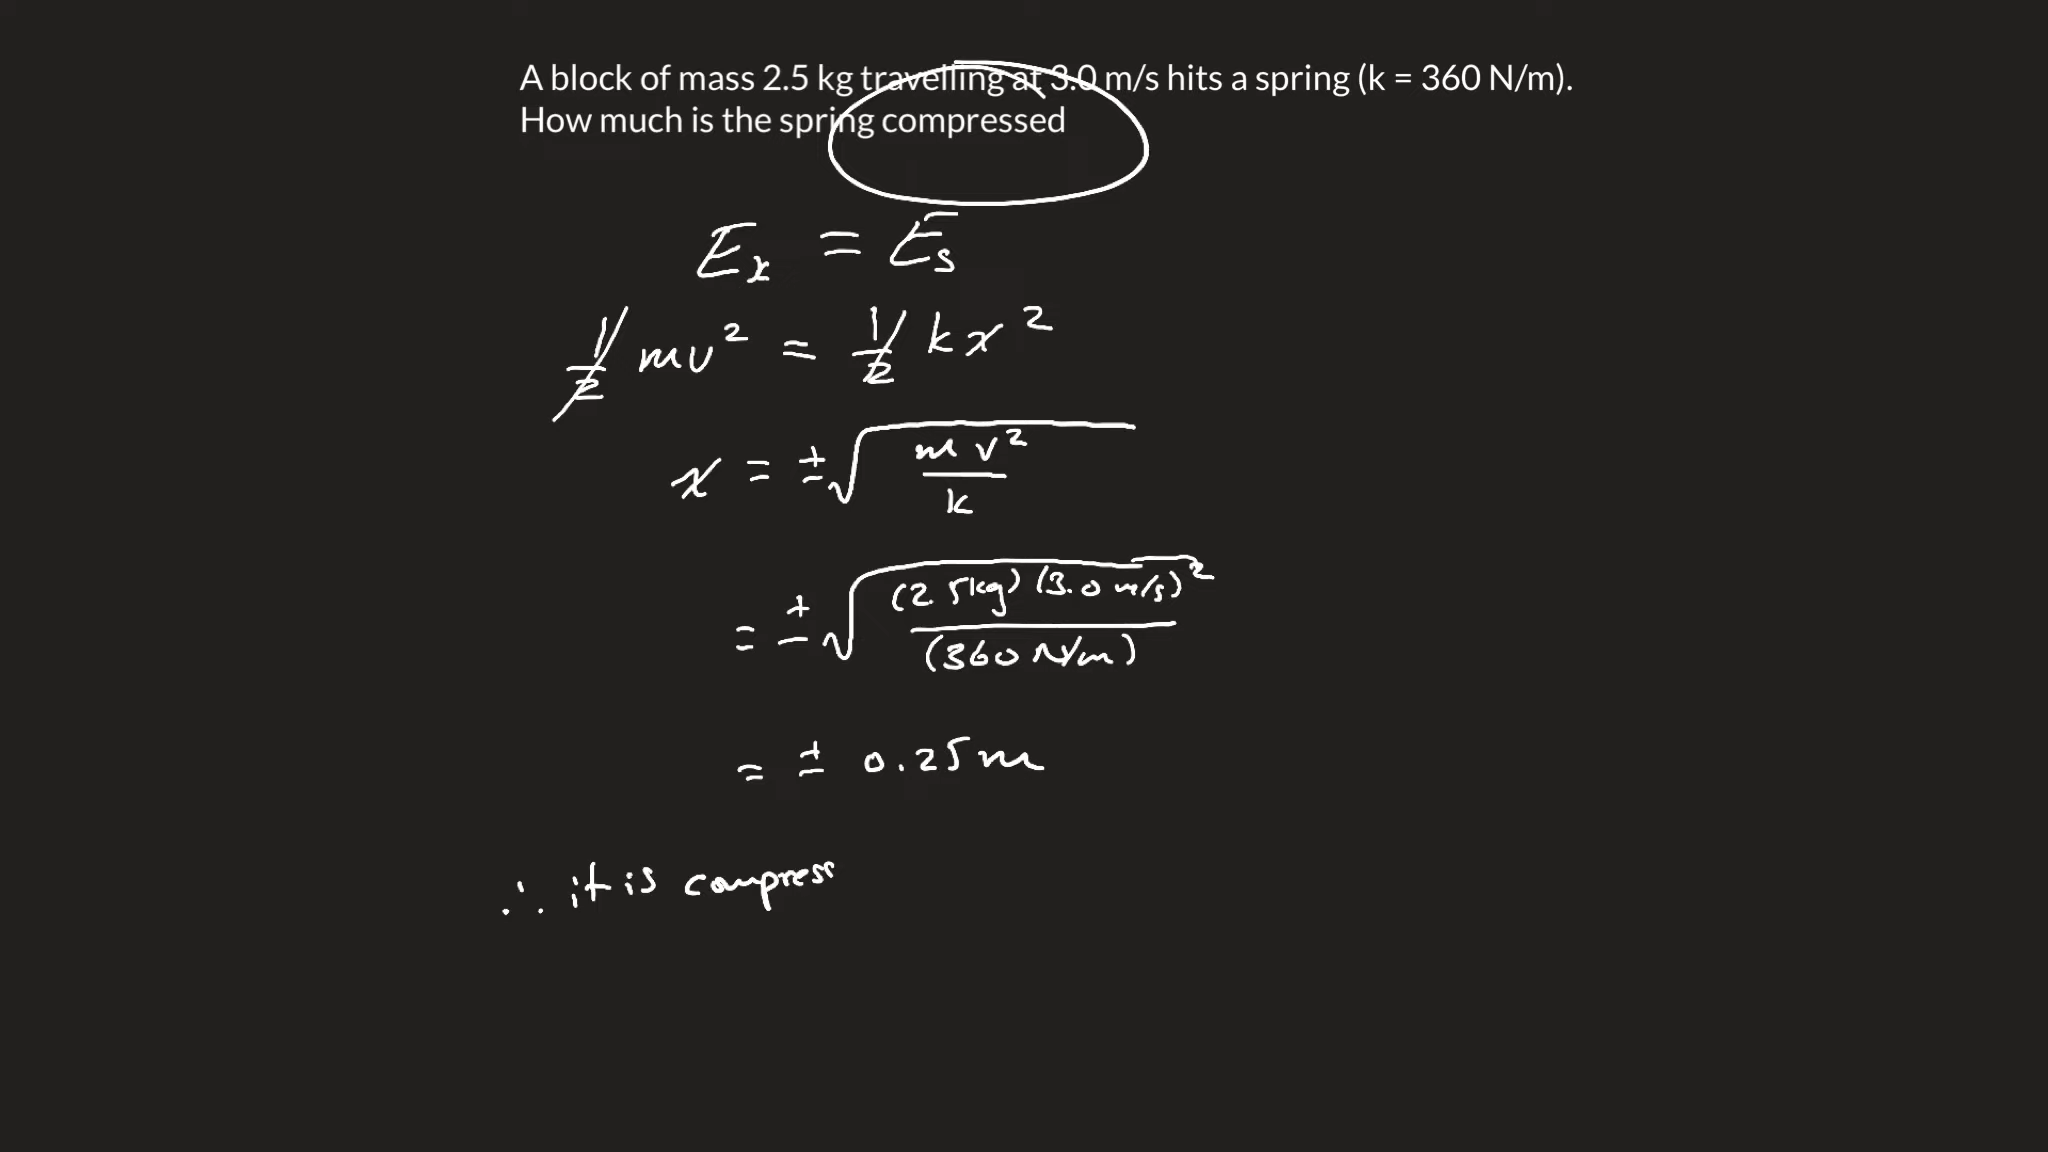 A block of mass 2.5 kg travelling at 3.0 m/s hits a spring (k = 360 N/m).
How much is the spring compressed
Ex = Es
1/2 mv² = 1/2 kx²
x = ±√(mv²/k)
= ±√((2.5kg)(3.0 m/s)²/(360 N/m))
= ± 0.25m
∴ it is compress